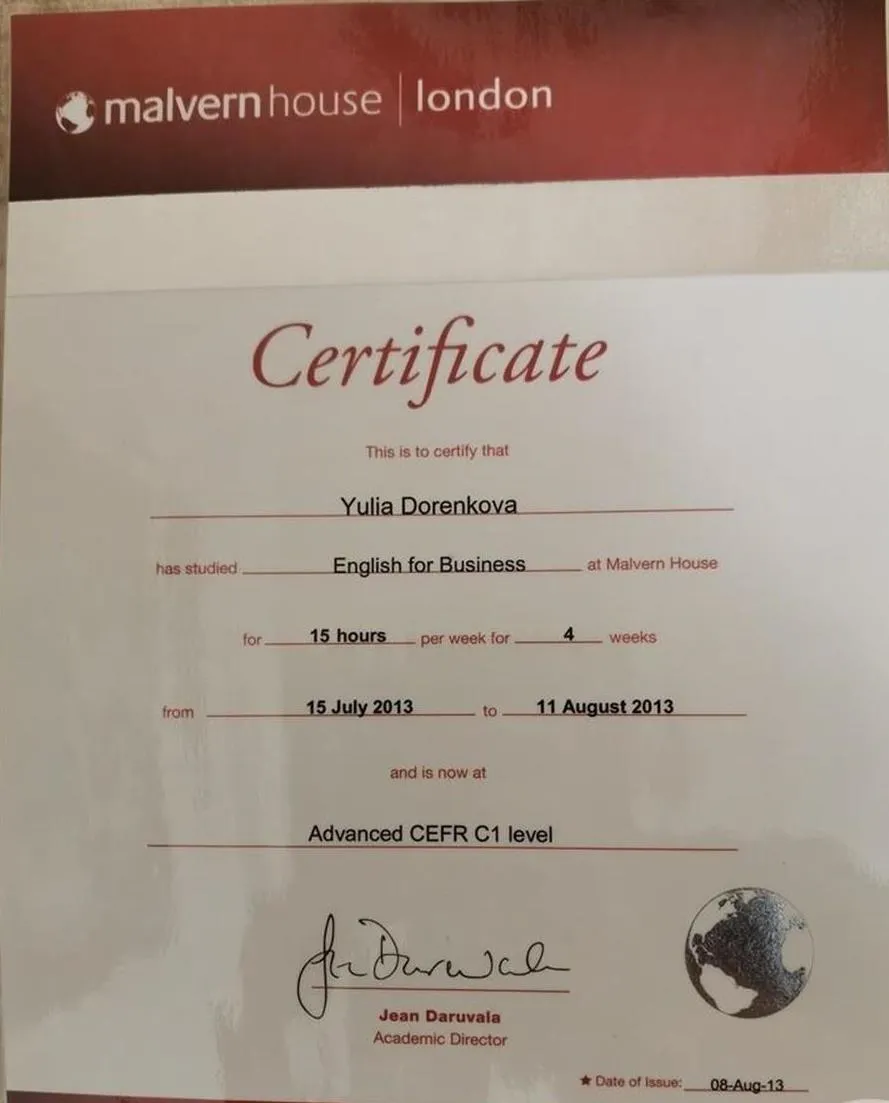 malvernhouse | london
Certificate
This is to certify that
Yulia Dorenkova
has studied English for Business at Malvern House
for 15 hours per week for 4 weeks
from 15 July 2013 to 11 August 2013
and is now at
Advanced CEFR C1 level
Jean Daruvala
Jean Daruvala
Academic Director
★ Date of Issue: 08-Aug-13